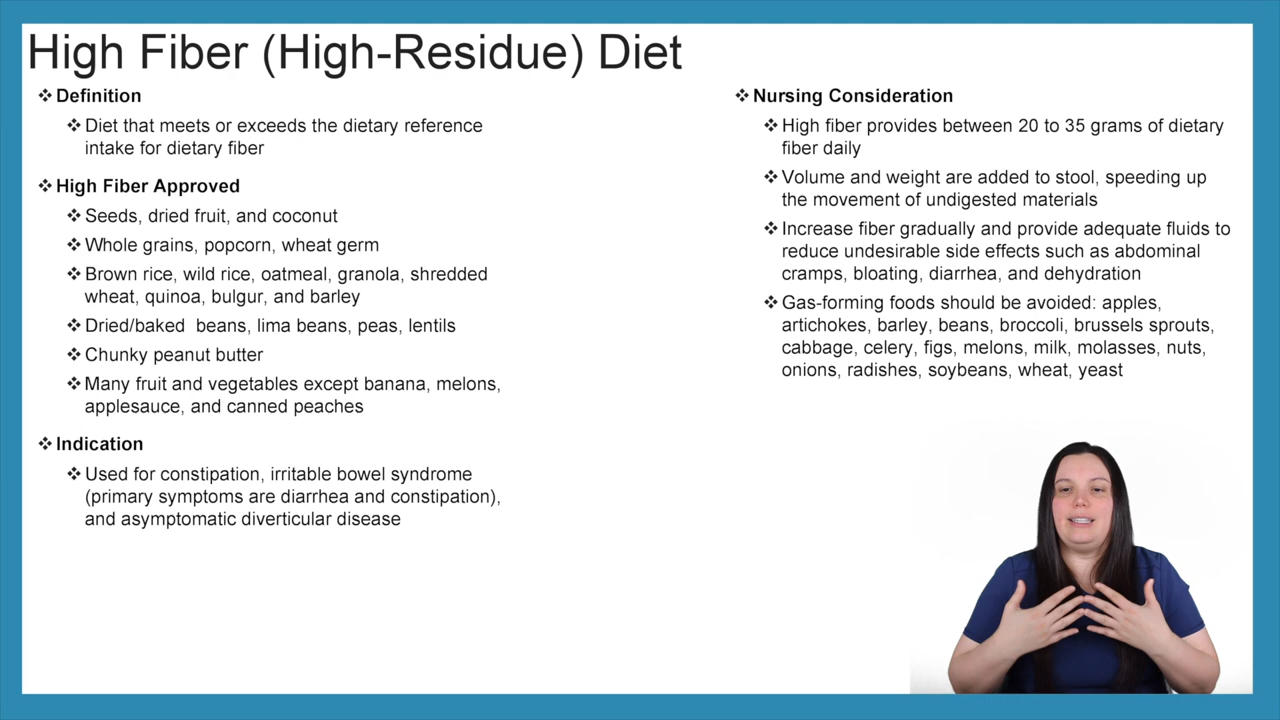 High Fiber (High-Residue) Diet
❖ Definition
❖ Diet that meets or exceeds the dietary reference
intake for dietary fiber
❖ High Fiber Approved
❖ Seeds, dried fruit, and coconut
❖ Whole grains, popcorn, wheat germ
❖ Brown rice, wild rice, oatmeal, granola, shredded
wheat, quinoa, bulgur, and barley
❖ Dried/baked beans, lima beans, peas, lentils
❖ Chunky peanut butter
❖ Many fruit and vegetables except banana, melons,
applesauce, and canned peaches
❖ Indication
❖ Used for constipation, irritable bowel syndrome
(primary symptoms are diarrhea and constipation),
and asymptomatic diverticular disease
❖ Nursing Consideration
❖ High fiber provides between 20 to 35 grams of dietary
fiber daily
❖ Volume and weight are added to stool, speeding up
the movement of undigested materials
❖ Increase fiber gradually and provide adequate fluids to
reduce undesirable side effects such as abdominal
cramps, bloating, diarrhea, and dehydration
❖ Gas-forming foods should be avoided: apples,
artichokes, barley, beans, broccoli, brussels sprouts,
cabbage, celery, figs, melons, milk, molasses, nuts,
onions, radishes, soybeans, wheat, yeast